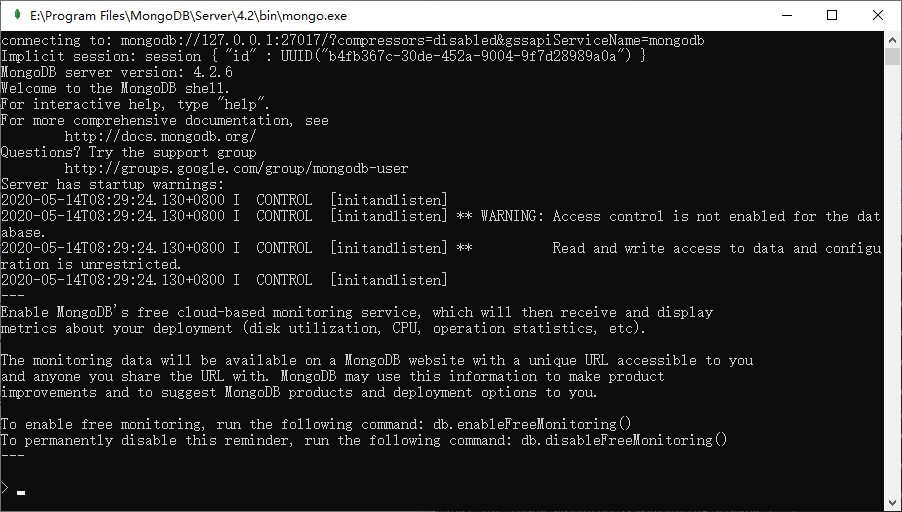 E:\Program Files\MongoDB\Server\4.2\bin\mongo.exe
connecting to: mongodb://127.0.0.1:27017/?compressors=disabled&gssapiServiceName=mongodb
Implicit session: session { "id" : UUID("b4fb367c-30de-452a-9004-9f7d28989a0a") }
MongoDB server version: 4.2.6
Welcome to the MongoDB shell.
For interactive help, type "help".
For more comprehensive documentation, see
        http://docs.mongodb.org/
Questions? Try the support group
        http://groups.google.com/group/mongodb-user
Server has startup warnings:
2020-05-14T08:29:24.130+0800 I  CONTROL  [initandlisten]
2020-05-14T08:29:24.130+0800 I  CONTROL  [initandlisten] ** WARNING: Access control is not enabled for the dat
abase.
2020-05-14T08:29:24.130+0800 I  CONTROL  [initandlisten] **          Read and write access to data and configu
ration is unrestricted.
2020-05-14T08:29:24.130+0800 I  CONTROL  [initandlisten]
---
Enable MongoDB's free cloud-based monitoring service, which will then receive and display
metrics about your deployment (disk utilization, CPU, operation statistics, etc).

The monitoring data will be available on a MongoDB website with a unique URL accessible to you
and anyone you share the URL with. MongoDB may use this information to make product
improvements and to suggest MongoDB products and deployment options to you.

To enable free monitoring, run the following command: db.enableFreeMonitoring()
To permanently disable this reminder, run the following command: db.disableFreeMonitoring()
---

>